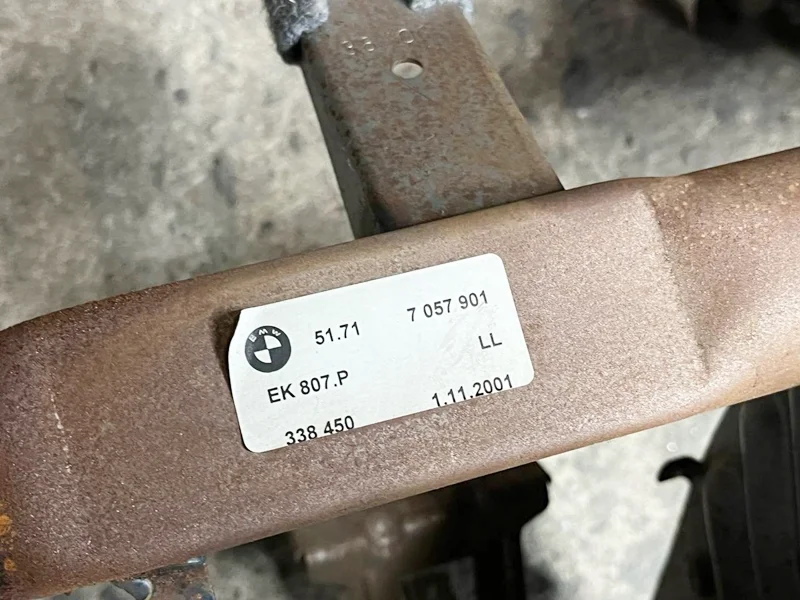 BMW 51.71 7 057 901
LL
EK 807.P
338 450 1.11.2001